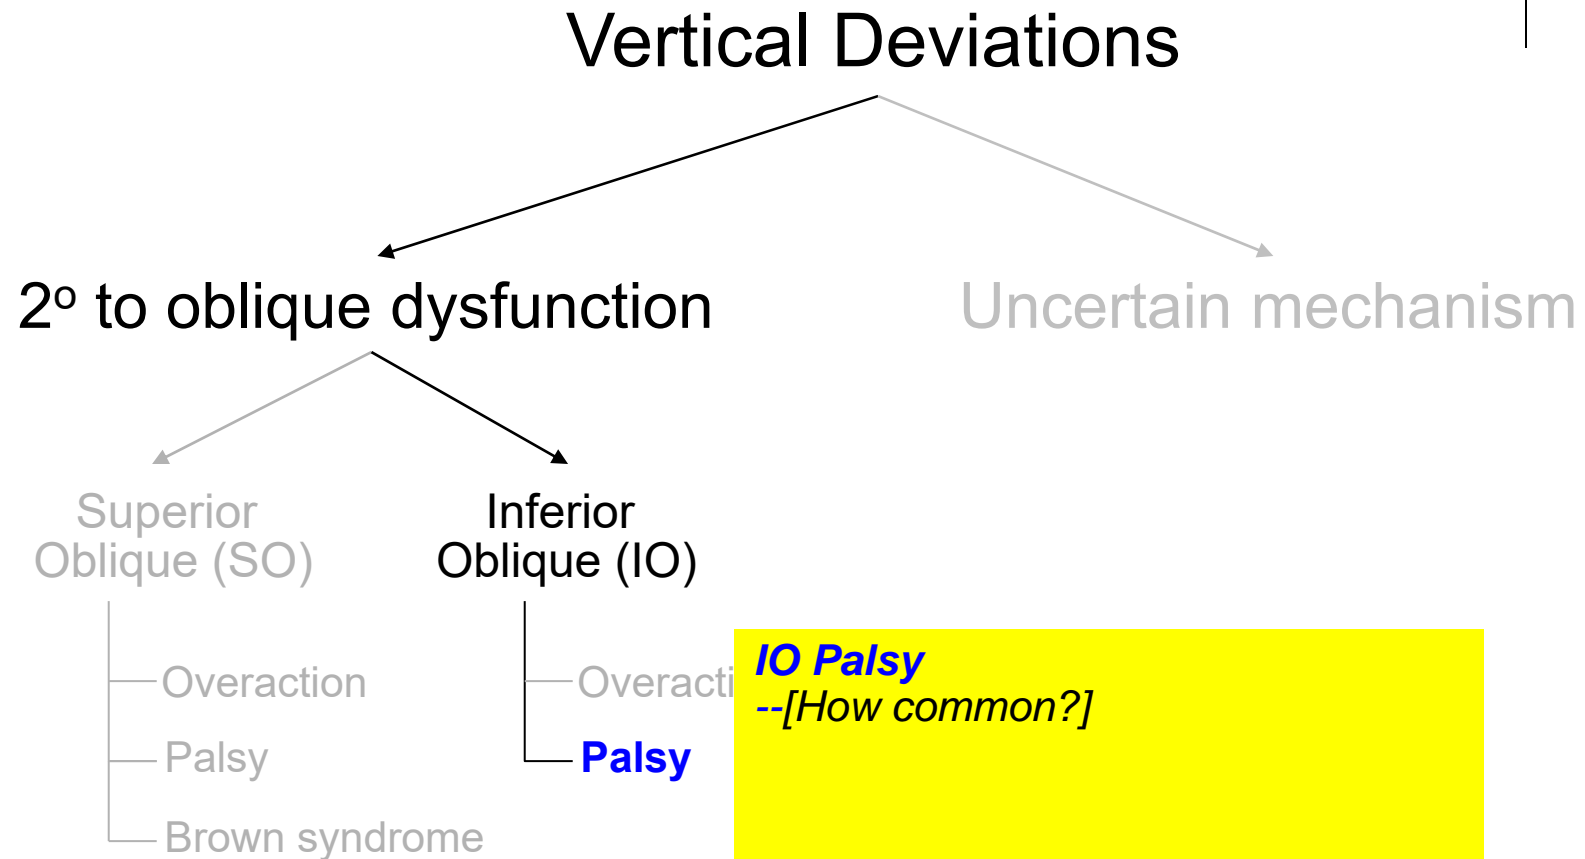 Vertical Deviations
2º to oblique dysfunction
Uncertain mechanism
Superior
Oblique (SO)
Inferior
Oblique (IO)
Overaction
Palsy
Brown syndrome
Overacti
Palsy
IO Palsy
--[How common?]